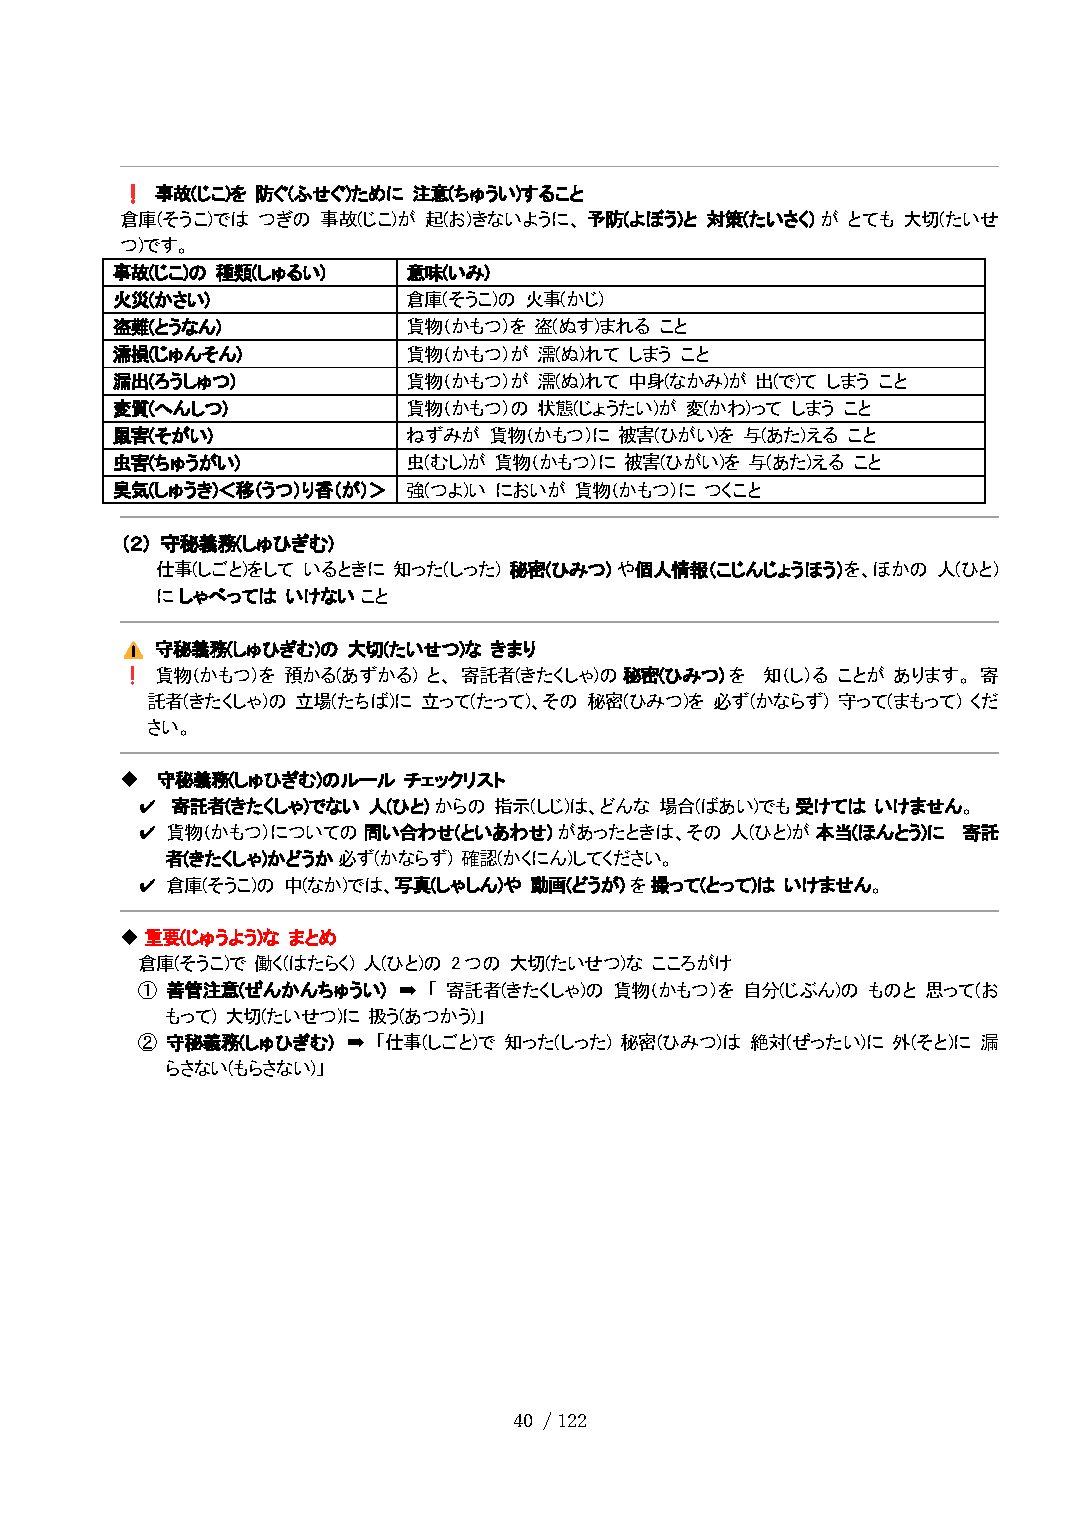 ❗ 事故(じこ)を 防ぐ(ふせぐ)ために 注意(ちゅうい)すること
倉庫(そうこ)では つぎの 事故(じこ)が 起(お)きないように、予防(よぼう)と 対策(たいさく)が とても 大切(たいせ
つ)です。
事故(じこ)の 種類(しゅるい) 意味(いみ)
火災(かさい) 倉庫(そうこ)の 火事(かじ)
盗難(とうなん) 貨物(かもつ)を 盗(ぬす)まれる こと
濡損(じゅんそん) 貨物(かもつ)が 濡(ぬ)れて しまう こと
漏出(ろうしゅつ) 貨物(かもつ)が 濡(ぬ)れて 中身(なかみ)が 出(で)て しまう こと
変質(へんしつ) 貨物(かもつ)の 状態(じょうたい)が 変(かわ)って しまう こと
鼠害(そがい) ねずみが 貨物(かもつ)に 被害(ひがい)を 与(あた)える こと
虫害(ちゅうがい) 虫(むし)が 貨物(かもつ)に 被害(ひがい)を 与(あた)える こと
臭気(しゅうき)＜移(うつ)り香(が)＞ 強(つよ)い においが 貨物(かもつ)に つくこと
(2) 守秘義務(しゅひぎむ)
仕事(しごと)をして いるときに 知った(しった) 秘密(ひみつ)や個人情報(こじんじょうほう)を、ほかの 人(ひと)
にしゃべっては いけないこと
⚠ 守秘義務(しゅひぎむ)の 大切(たいせつ)な きまり
❗ 貨物(かもつ)を 預かる(あずかる) と、 寄託者(きたくしゃ)の秘密(ひみつ)を 知(し)る ことが あります。寄
託者(きたくしゃ)の 立場(たちば)に 立って(たって)、その 秘密(ひみつ)を 必ず(かならず) 守って(まもって) くだ
さい。
◆ 守秘義務(しゅひぎむ)のルール チェックリスト
✔ 寄託者(きたくしゃ)でない 人(ひと)からの 指示(しじ)は、どんな 場合(ばあい)でも受けては いけません。
✔ 貨物(かもつ)についての問い合わせ(といあわせ)があったときは、その 人(ひと)が本当(ほんとう)に 寄託
者(きたくしゃ)かどうか必ず(かならず) 確認(かくにん)してください。
✔ 倉庫(そうこ)の 中(なか)では、写真(しゃしん)や 動画(どうが)を撮って(とって)は いけません。
◆ 重要(じゅうよう)な まとめ
倉庫(そうこ)で 働く(はたらく) 人(ひと)の 2つの 大切(たいせつ)な こころがけ
① 善管注意(ぜんかんちゅうい) ➡ 「 寄託者(きたくしゃ)の 貨物(かもつ)を 自分(じぶん)の ものと 思って(お
もって) 大切(たいせつ)に 扱う(あつかう)」
② 守秘義務(しゅひぎむ) ➡ 「仕事(しごと)で 知った(しった) 秘密(ひみつ)は 絶対(ぜったい)に 外(そと)に 漏
らさない(もらさない)」
40 / 122